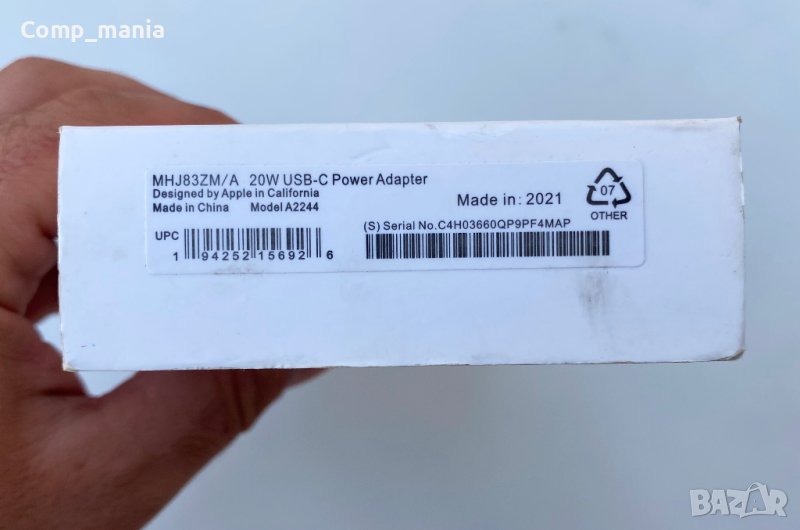 Comp_mania
MHJ83ZM/A 20W USB-C Power Adapter
Designed by Apple in California
Made in China Model A2244
Made in: 2021
07
OTHER
(S) Serial No.C4H03660QP9PF4MAP
UPC
1 94252 15692 6
BAZAR